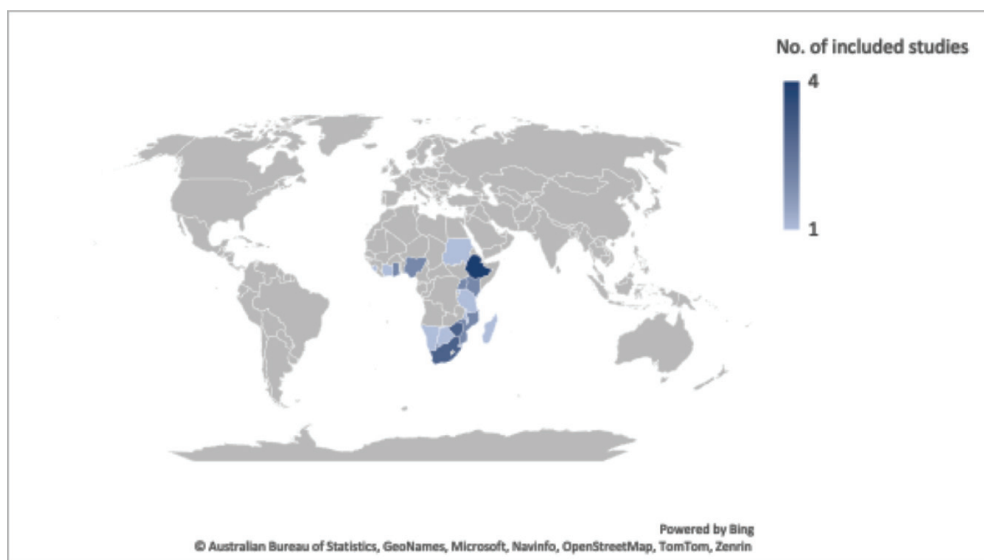 No. of included studies
4
1
Powered by Bing
© Australian Bureau of Statistics, GeoNames, Microsoft, Navinfo, OpenStreetMap, TomTom, Zenrin